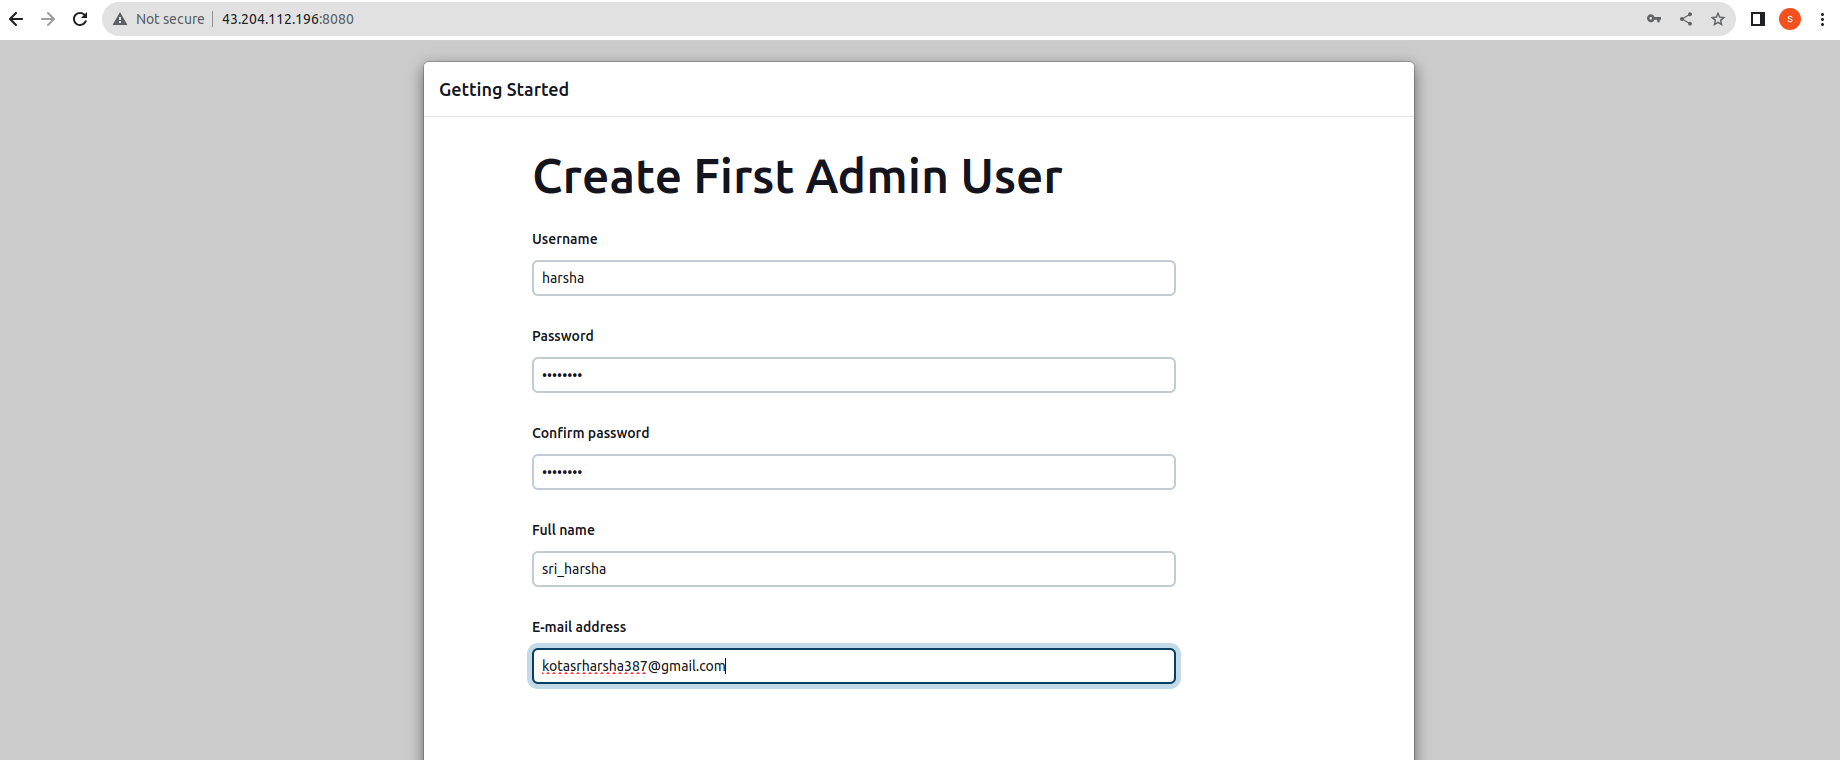 Not secure | 43.204.112.196:8080
S
Getting Started
Create First Admin User
Username
harsha
Password
••••••••
Confirm password
••••••••
Full name
sri_harsha
E-mail address
kotasrharsha387@gmail.com